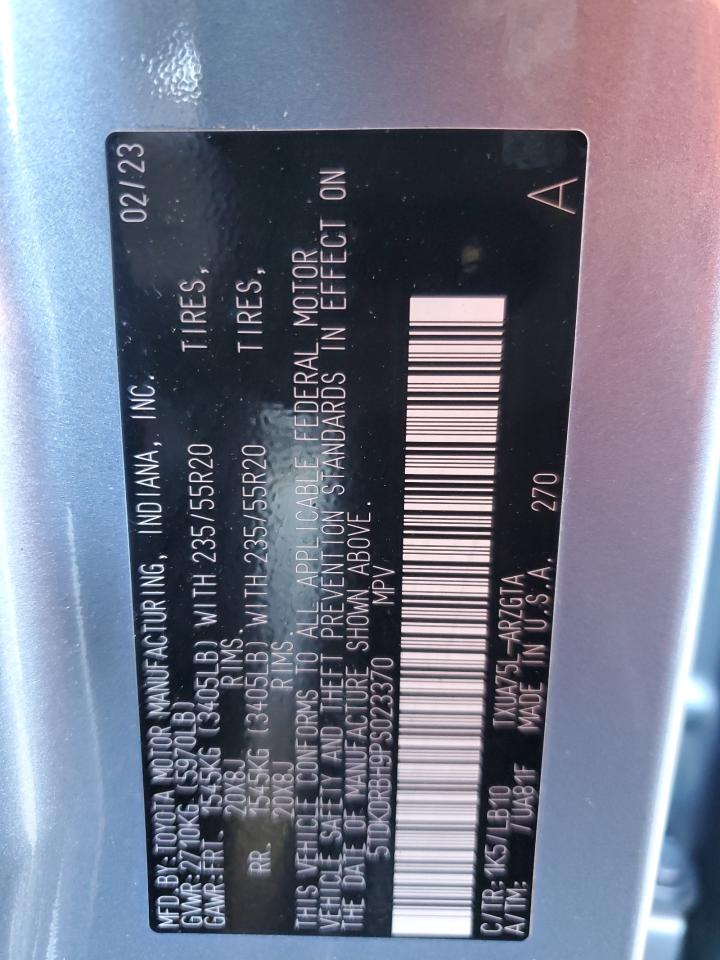 MFD.BY:TOYOTA MOTOR MANUFACTURING, INDIANA, INC. 02/23
GVWR:2710KG (5970LB)
GAWR:FRT. 1545KG (3405LB) WITH 235/55R20 TIRES,
20X8J RIMS.
RR. 1545KG (3405LB) WITH 235/55R20 TIRES,
20X8J RIMS.
THIS VEHICLE CONFORMS TO ALL APPLICABLE FEDERAL MOTOR
VEHICLE SAFETY AND THEFT PREVENTION STANDARDS IN EFFECT ON
THE DATE OF MANUFACTURE SHOWN ABOVE.
5TDKDRBH9PS023370 MPV
C/TR:1K5/LB10 TXUA75L-ARZGTA
A/TM: /UA81F MADE IN U.S.A. 270 A